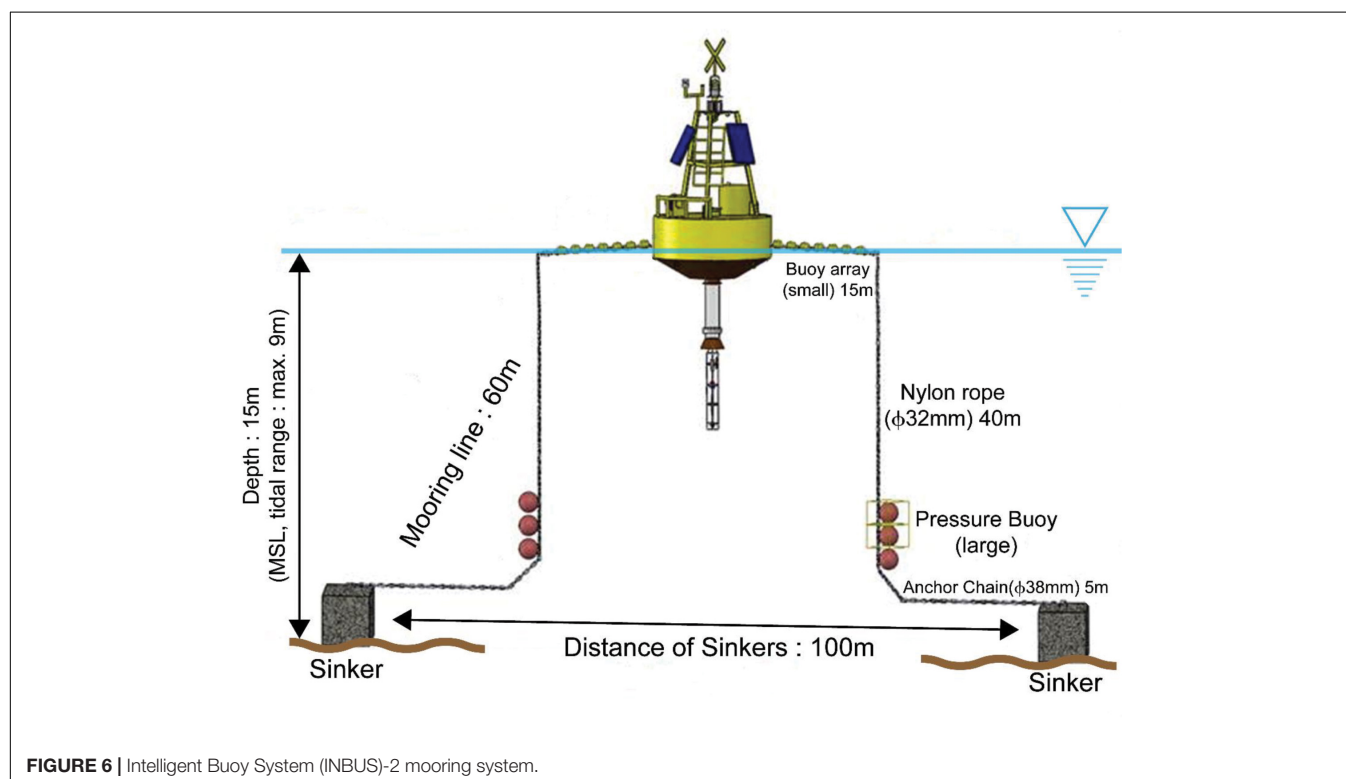 Buoy array
(small) 15m
Depth : 15m
(MSL, tidal range : max. 9m)
Mooring line : 60m
Nylon rope
(ϕ32mm) 40m
Pressure Buoy
(large)
Anchor Chain(ϕ38mm) 5m
Distance of Sinkers : 100m
Sinker
Sinker
FIGURE 6 | Intelligent Buoy System (INBUS)-2 mooring system.